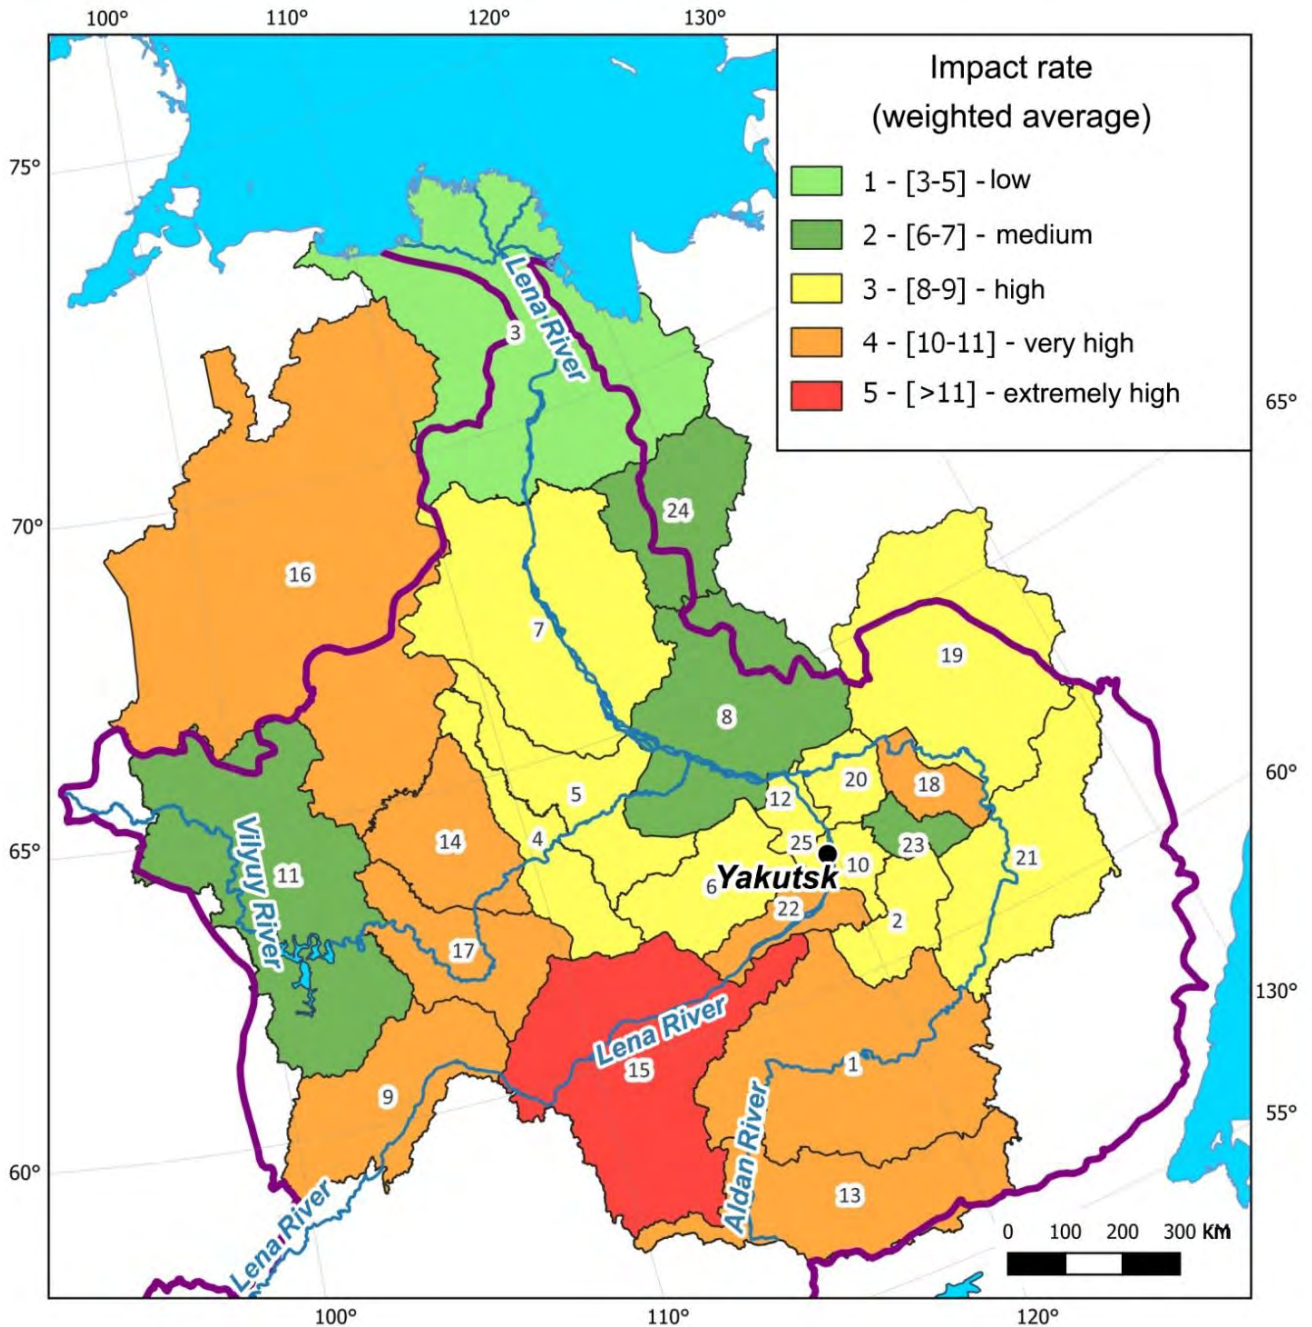 100° 110° 120° 130°
Impact rate
(weighted average)
1 - [3-5] - low
2 - [6-7] - medium
3 - [8-9] - high
4 - [10-11] - very high
5 - [>11] - extremely high
75°
65°
70°
60°
65°
130°
55°
60°
Lena River
3
24
16
7
19
8
20
18
12
5
14
4
25
23
10
21
11
Vilyuy River
6
Yakutsk
22
2
17
Lena River
15
1
9
Aldan River
13
Lena River
0 100 200 300 KM
100° 110° 120°